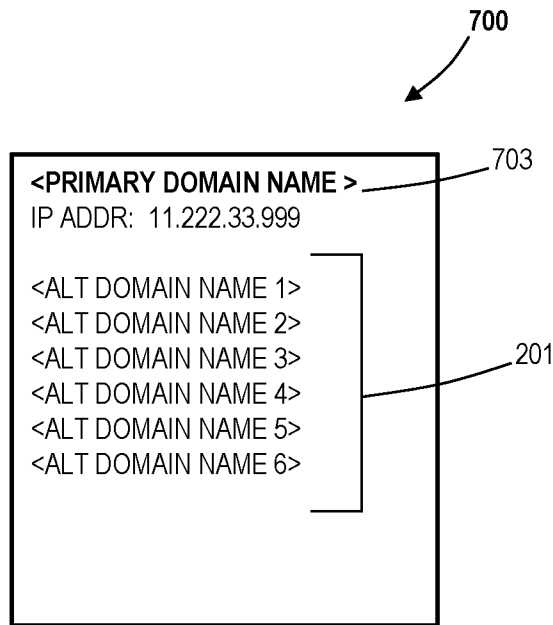 700
<PRIMARY DOMAIN NAME >
703
IP ADDR: 11.222.33.999
<ALT DOMAIN NAME 1>
<ALT DOMAIN NAME 2>
<ALT DOMAIN NAME 3>
201
<ALT DOMAIN NAME 4>
<ALT DOMAIN NAME 5>
<ALT DOMAIN NAME 6>